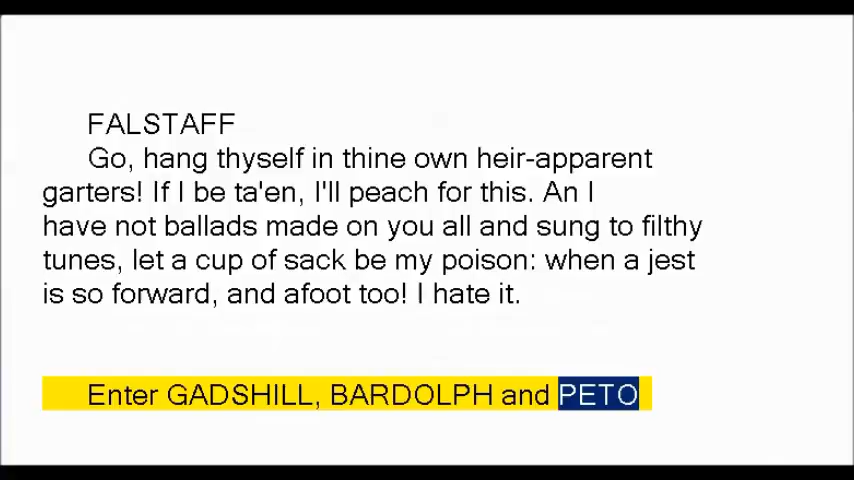 FALSTAFF
Go, hang thyself in thine own heir-apparent
garters! If I be ta'en, I'll peach for this. An I
have not ballads made on you all and sung to filthy
tunes, let a cup of sack be my poison: when a jest
is so forward, and afoot too! I hate it.
Enter GADSHILL, BARDOLPH and PETO